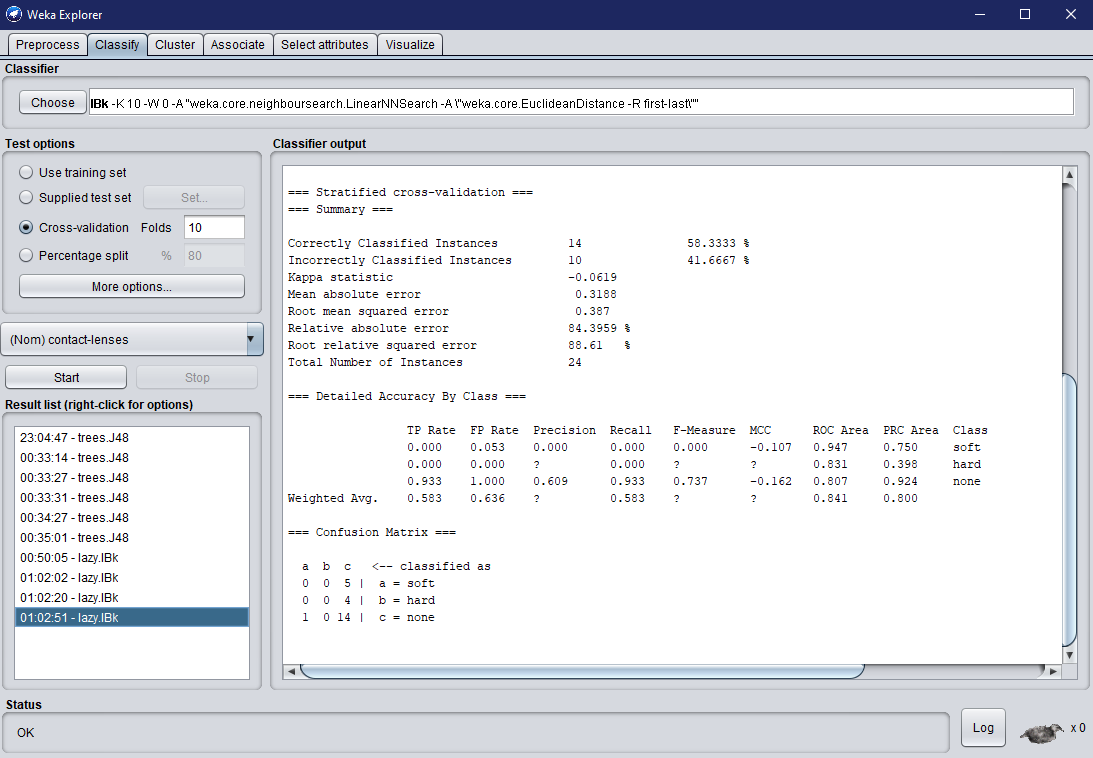 Weka Explorer
Preprocess Classify Cluster Associate Select attributes Visualize
Classifier
Choose IBk -K 10 -W 0 -A "weka.core.neighboursearch.LinearNNSearch -A \"weka.core.EuclideanDistance -R first-last\""
Test options
Use training set
Supplied test set Set...
Cross-validation Folds 10
Percentage split % 80
More options...
(Nom) contact-lenses
Start Stop
Result list (right-click for options)
23:04:47 - trees.J48
00:33:14 - trees.J48
00:33:27 - trees.J48
00:33:31 - trees.J48
00:34:27 - trees.J48
00:35:01 - trees.J48
00:50:05 - lazy.IBk
01:02:02 - lazy.IBk
01:02:20 - lazy.IBk
01:02:51 - lazy.IBk
Classifier output
=== Stratified cross-validation ===
=== Summary ===
Correctly Classified Instances 14 58.3333 %
Incorrectly Classified Instances 10 41.6667 %
Kappa statistic -0.0619
Mean absolute error 0.3188
Root mean squared error 0.387
Relative absolute error 84.3959 %
Root relative squared error 88.61 %
Total Number of Instances 24
=== Detailed Accuracy By Class ===
TP Rate FP Rate Precision Recall F-Measure MCC ROC Area PRC Area Class
0.000 0.053 0.000 0.000 0.000 -0.107 0.947 0.750 soft
0.000 0.000 ? 0.000 ? ? 0.831 0.398 hard
0.933 1.000 0.609 0.933 0.737 -0.162 0.807 0.924 none
Weighted Avg. 0.583 0.636 ? 0.583 ? ? 0.841 0.800
=== Confusion Matrix ===
a b c <-- classified as
0 0 5 | a = soft
0 0 4 | b = hard
1 0 14 | c = none
Status
OK
Log x 0